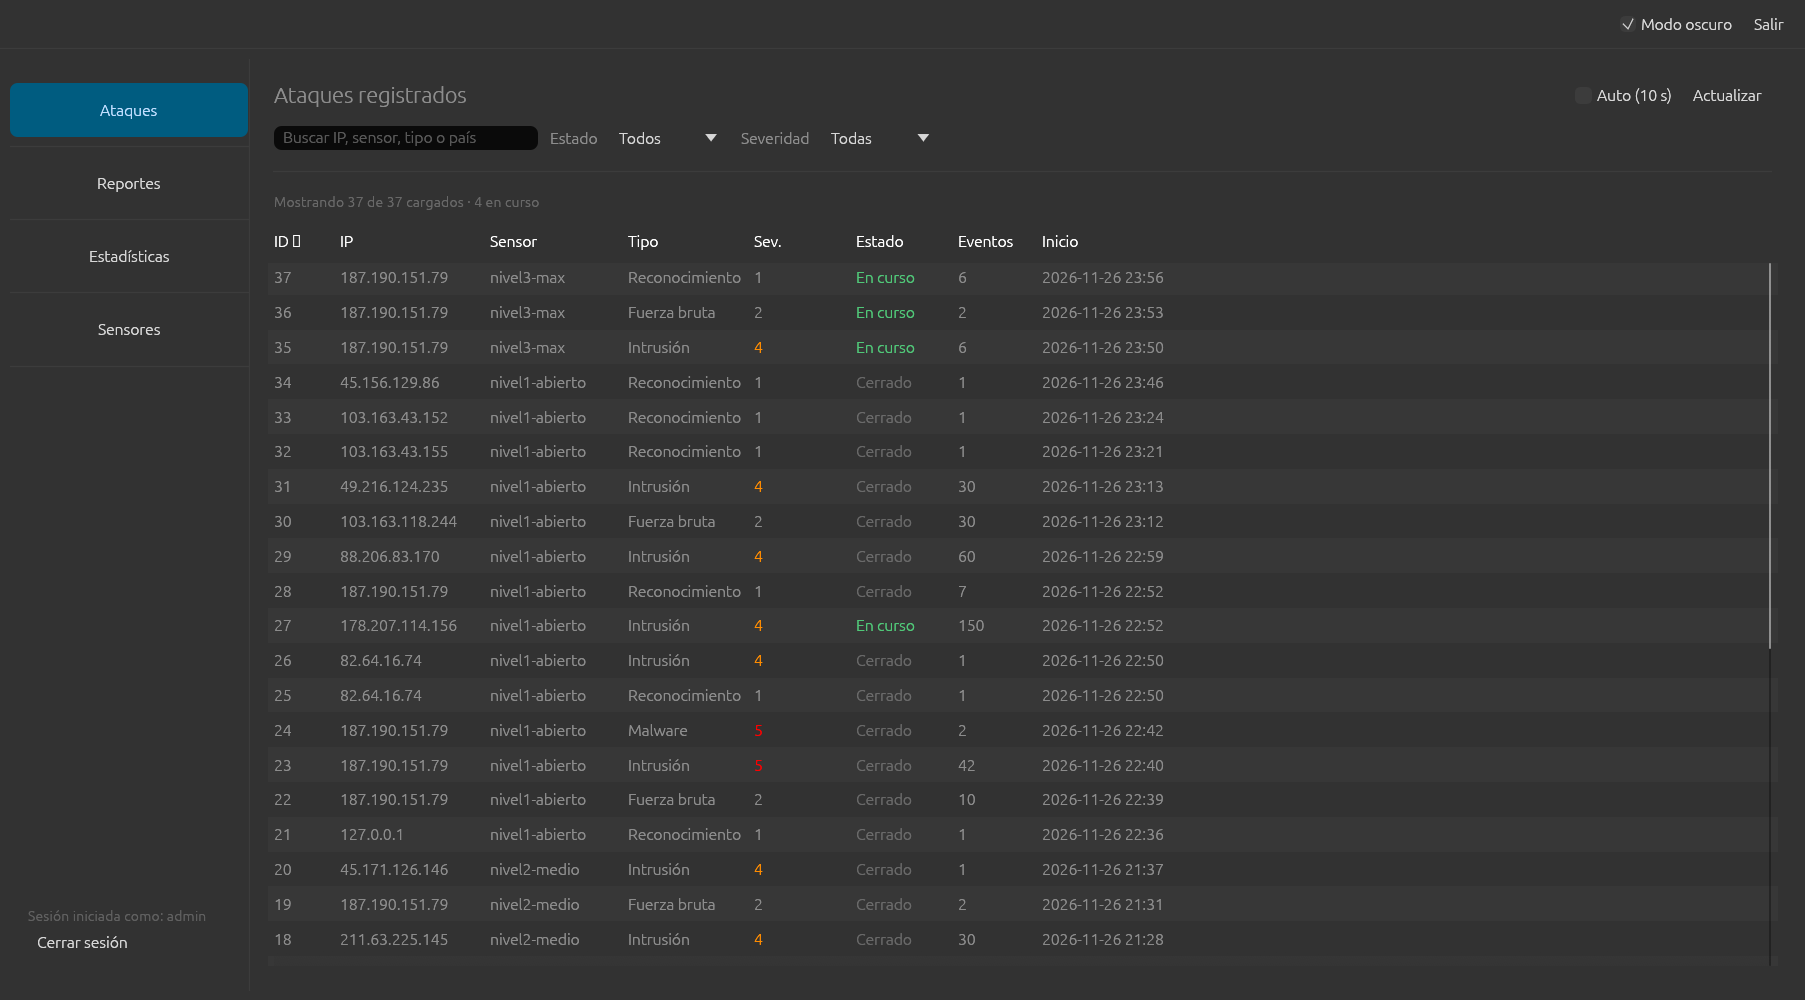 Modo oscuro Salir
Ataques
Reportes
Estadísticas
Sensores
Sesión iniciada como: admin
Cerrar sesión
Ataques registrados Auto (10 s) Actualizar
Buscar IP, sensor, tipo o país Estado Todos Severidad Todas
Mostrando 37 de 37 cargados · 4 en curso
ID IP Sensor Tipo Sev. Estado Eventos Inicio
37 187.190.151.79 nivel3-max Reconocimiento 1 En curso 6 2026-11-26 23:56
36 187.190.151.79 nivel3-max Fuerza bruta 2 En curso 2 2026-11-26 23:53
35 187.190.151.79 nivel3-max Intrusión 4 En curso 6 2026-11-26 23:50
34 45.156.129.86 nivel1-abierto Reconocimiento 1 Cerrado 1 2026-11-26 23:46
33 103.163.43.152 nivel1-abierto Reconocimiento 1 Cerrado 1 2026-11-26 23:24
32 103.163.43.155 nivel1-abierto Reconocimiento 1 Cerrado 1 2026-11-26 23:21
31 49.216.124.235 nivel1-abierto Intrusión 4 Cerrado 30 2026-11-26 23:13
30 103.163.118.244 nivel1-abierto Fuerza bruta 2 Cerrado 30 2026-11-26 23:12
29 88.206.83.170 nivel1-abierto Intrusión 4 Cerrado 60 2026-11-26 22:59
28 187.190.151.79 nivel1-abierto Reconocimiento 1 Cerrado 7 2026-11-26 22:52
27 178.207.114.156 nivel1-abierto Intrusión 4 En curso 150 2026-11-26 22:52
26 82.64.16.74 nivel1-abierto Intrusión 4 Cerrado 1 2026-11-26 22:50
25 82.64.16.74 nivel1-abierto Reconocimiento 1 Cerrado 1 2026-11-26 22:50
24 187.190.151.79 nivel1-abierto Malware 5 Cerrado 2 2026-11-26 22:42
23 187.190.151.79 nivel1-abierto Intrusión 5 Cerrado 42 2026-11-26 22:40
22 187.190.151.79 nivel1-abierto Fuerza bruta 2 Cerrado 10 2026-11-26 22:39
21 127.0.0.1 nivel1-abierto Reconocimiento 1 Cerrado 1 2026-11-26 22:36
20 45.171.126.146 nivel2-medio Intrusión 4 Cerrado 1 2026-11-26 21:37
19 187.190.151.79 nivel2-medio Fuerza bruta 2 Cerrado 2 2026-11-26 21:31
18 211.63.225.145 nivel2-medio Intrusión 4 Cerrado 30 2026-11-26 21:28